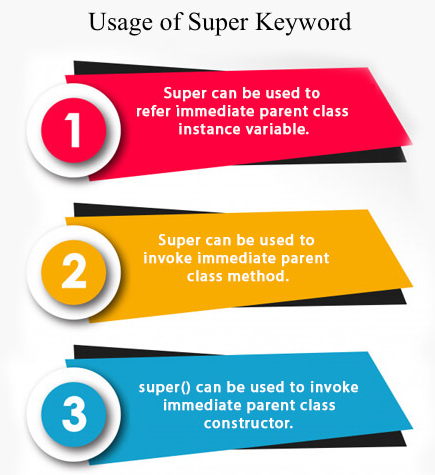 Usage of Super Keyword
1
Super can be used to
refer immediate parent class
instance variable.
2
Super can be used to
invoke immediate parent
class method.
3
super() can be used to invoke
immediate parent class
constructor.